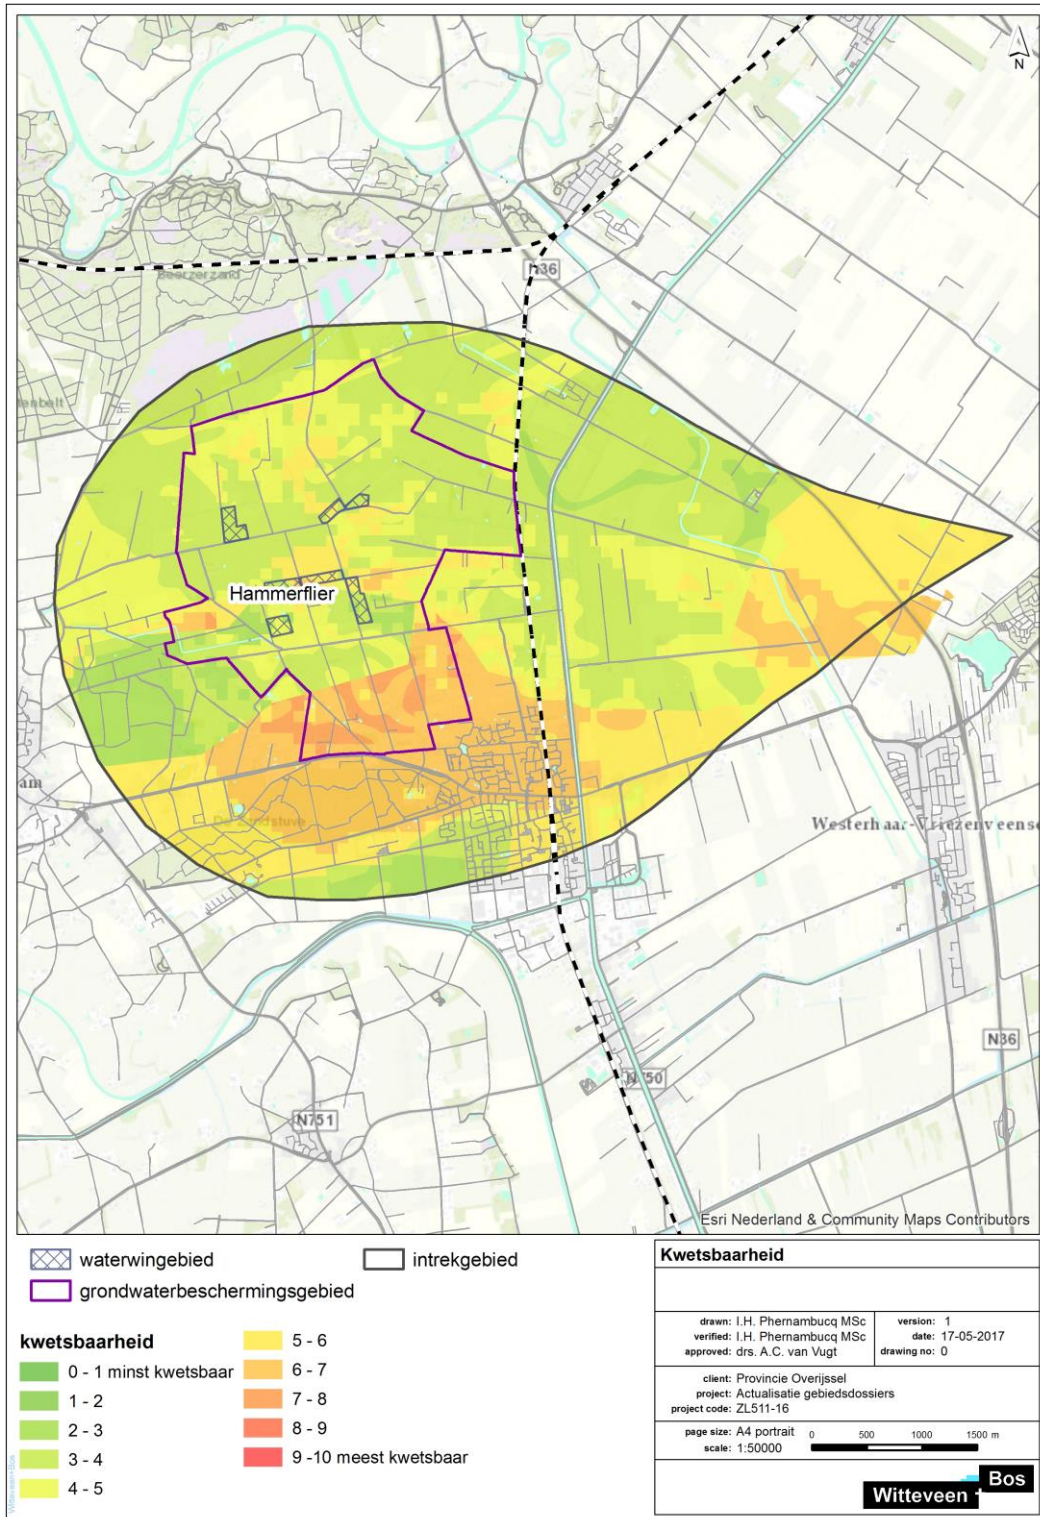 N
Beerzerzand
N36
Hammerflier
Westerhaar-Vriezenveense
N36
N750
N751
Esri Nederland & Community Maps Contributors
waterwingebied
intrekgebied
grondwaterbeschermingsgebied
kwetsbaarheid
0 - 1 minst kwetsbaar
1 - 2
2 - 3
3 - 4
4 - 5
5 - 6
6 - 7
7 - 8
8 - 9
9 -10 meest kwetsbaar
Kwetsbaarheid
drawn: I.H. Phernambucq MSc version: 1
verified: I.H. Phernambucq MSc date: 17-05-2017
approved: drs. A.C. van Vugt drawing no: 0
client: Provincie Overijssel
project: Actualisatie gebiedsdossiers
project code: ZL511-16
page size: A4 portrait 0 500 1000 1500 m
scale: 1:50000
Witteveen + Bos
Witteveen+Bos